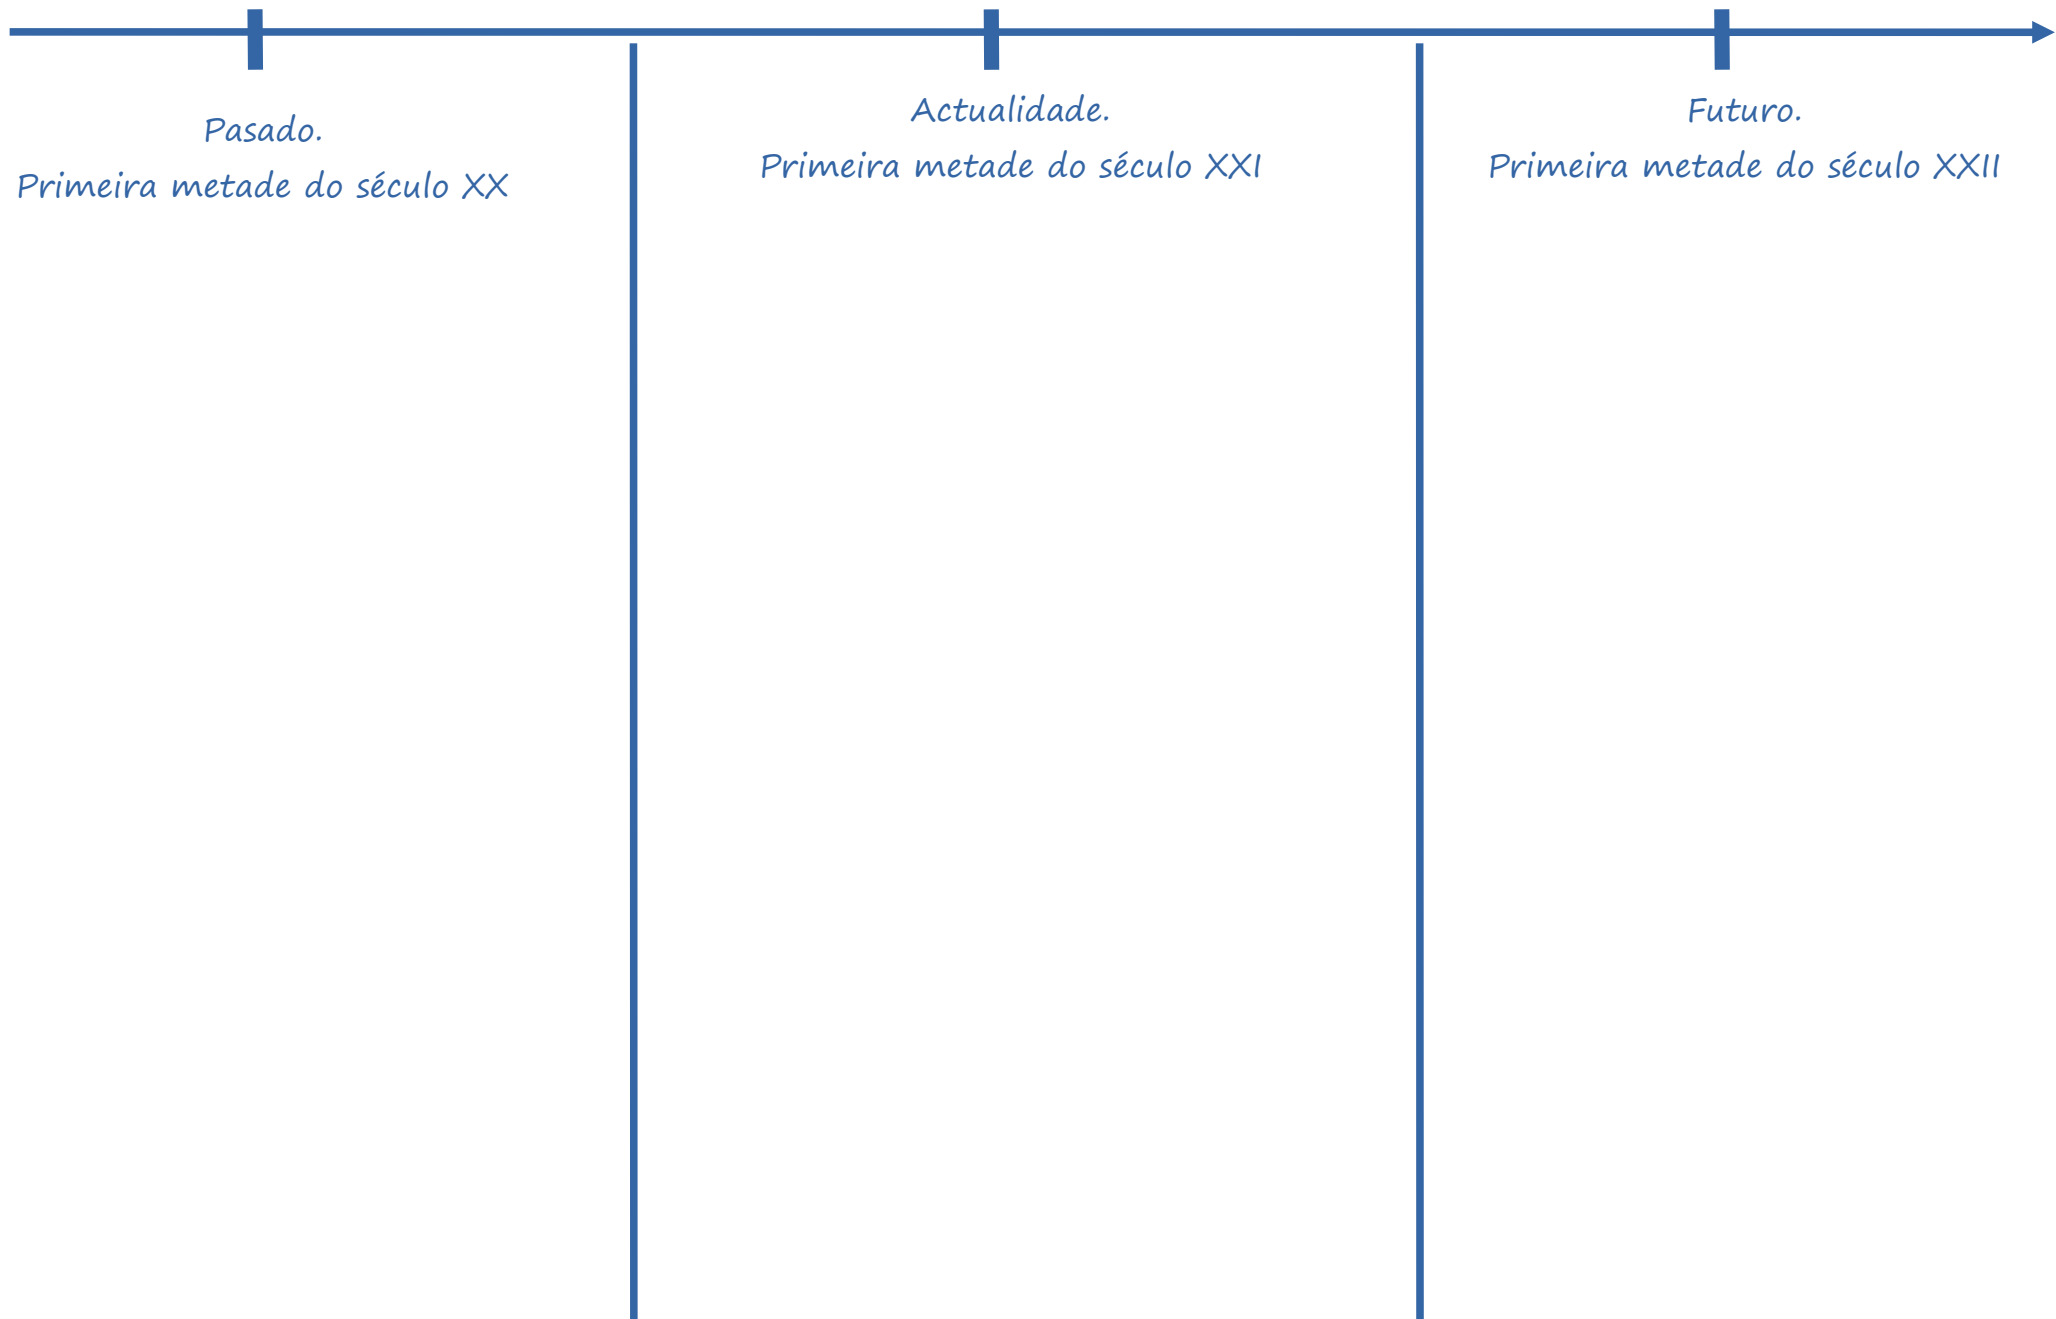 Pasado.
Primeira metade do século XX
Actualidade.
Primeira metade do século XXI
Futuro.
Primeira metade do século XXII